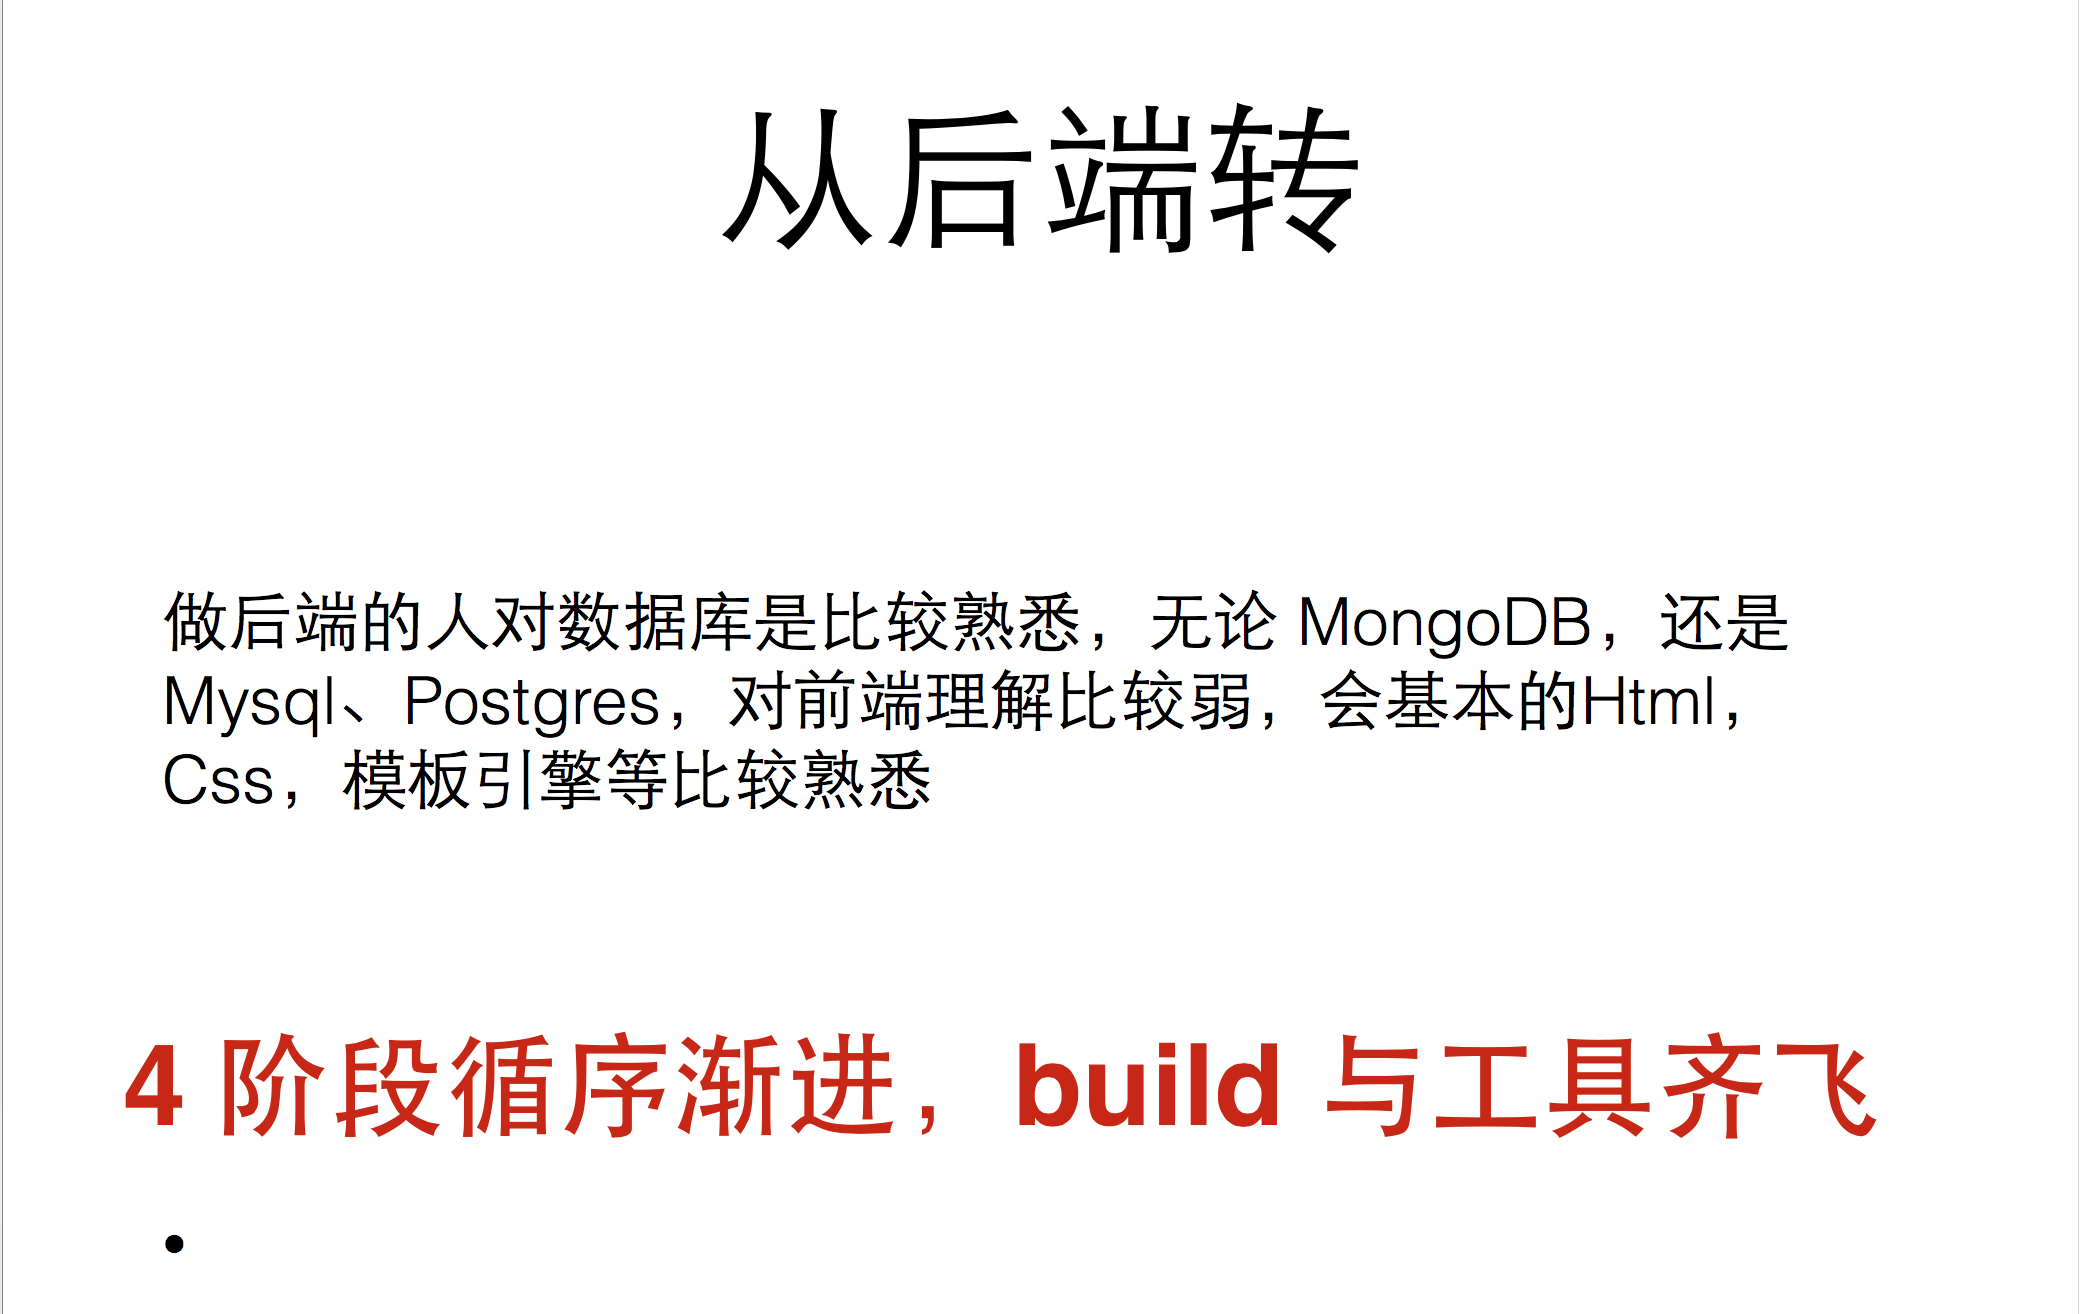 从后端转
做后端的人对数据库是比较熟悉，无论 MongoDB，还是
Mysql、Postgres，对前端理解比较弱，会基本的Html，
Css，模板引擎等比较熟悉
4 阶段循序渐进，build 与工具齐飞
•